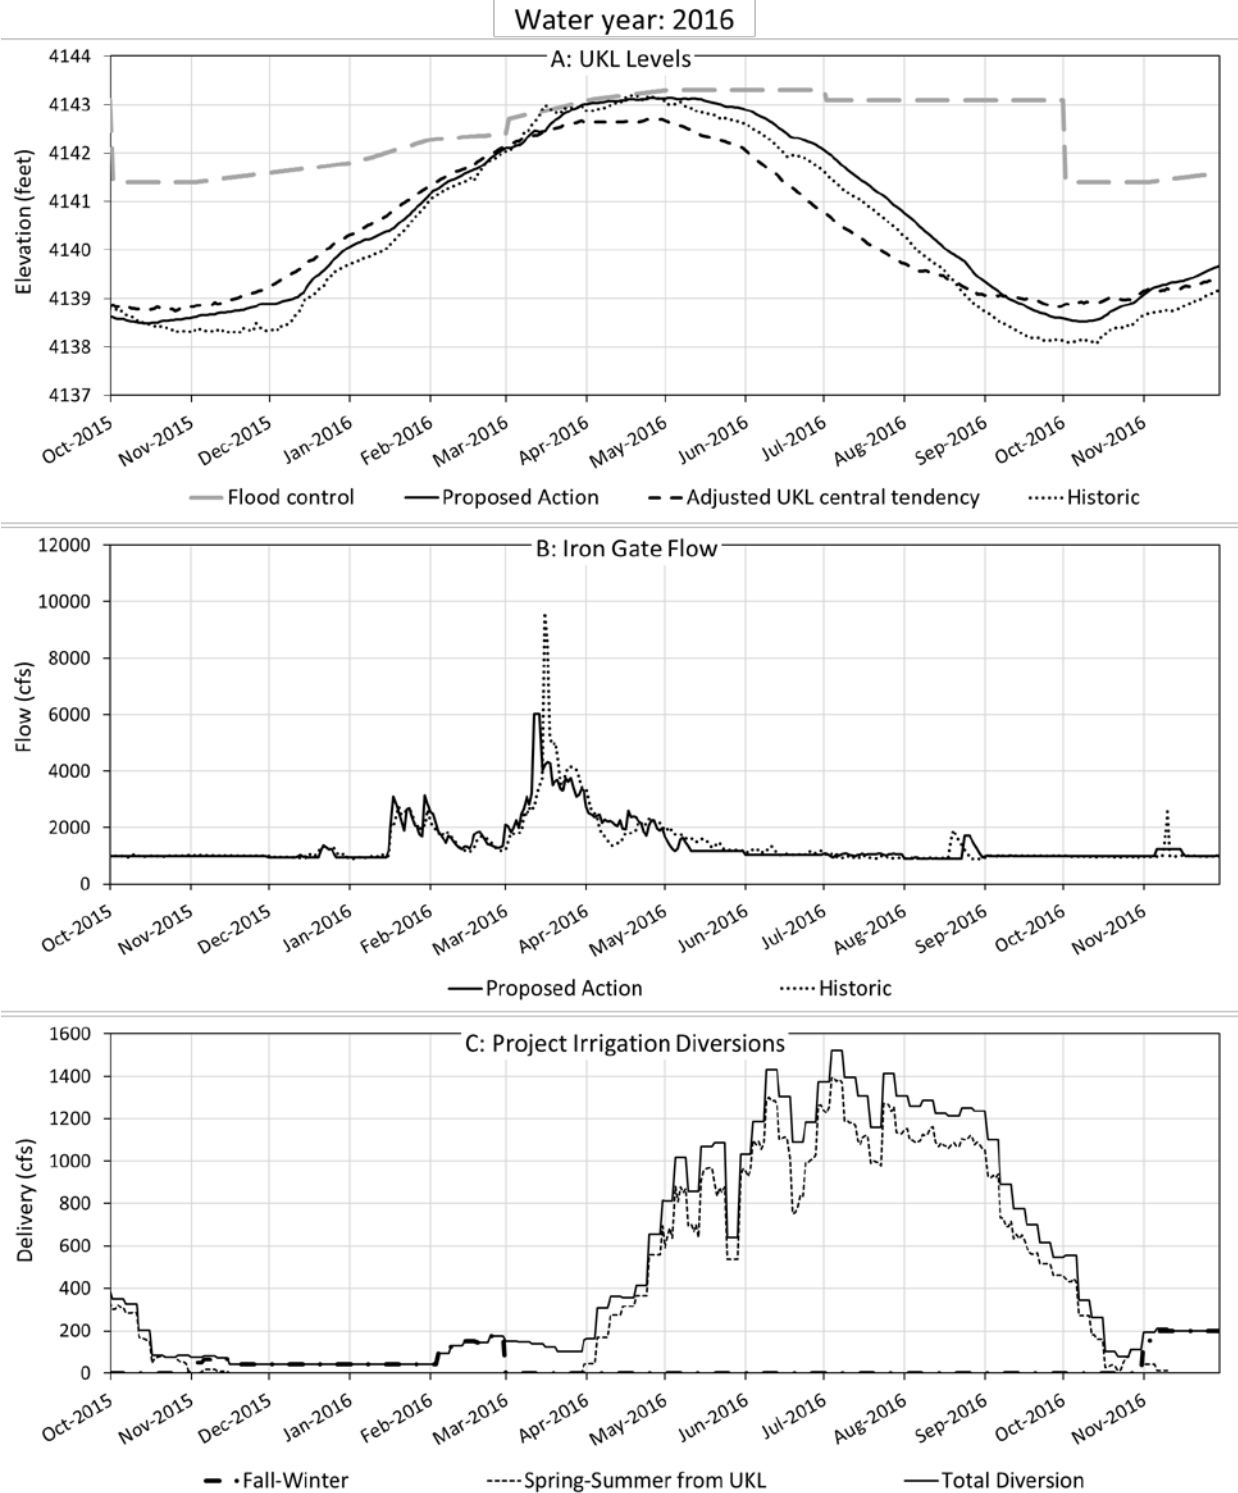 Water year: 2016
A: UKL Levels
Elevation (feet)
4144
4143
4142
4141
4140
4139
4138
4137
Oct-2015 Nov-2015 Dec-2015 Jan-2016 Feb-2016 Mar-2016 Apr-2016 May-2016 Jun-2016 Jul-2016 Aug-2016 Sep-2016 Oct-2016 Nov-2016
Flood control Proposed Action Adjusted UKL central tendency Historic
B: Iron Gate Flow
Flow (cfs)
12000
10000
8000
6000
4000
2000
0
Oct-2015 Nov-2015 Dec-2015 Jan-2016 Feb-2016 Mar-2016 Apr-2016 May-2016 Jun-2016 Jul-2016 Aug-2016 Sep-2016 Oct-2016 Nov-2016
Proposed Action Historic
C: Project Irrigation Diversions
Delivery (cfs)
1600
1400
1200
1000
800
600
400
200
0
Oct-2015 Nov-2015 Dec-2015 Jan-2016 Feb-2016 Mar-2016 Apr-2016 May-2016 Jun-2016 Jul-2016 Aug-2016 Sep-2016 Oct-2016 Nov-2016
Fall-Winter Spring-Summer from UKL Total Diversion